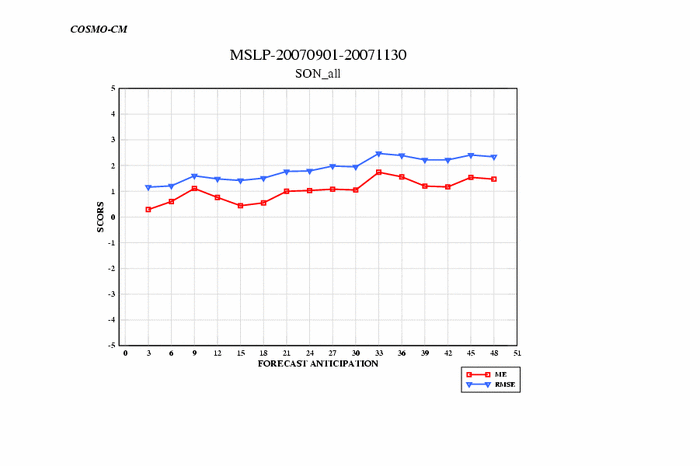 COSMO-CM
MSLP-20070901-20071130
SON_all
5
4
3
2
1
0
-1
-2
-3
-4
-5
SCORS
0 3 6 9 12 15 18 21 24 27 30 33 36 39 42 45 48 51
FORECAST ANTICIPATION
ME
RMSE